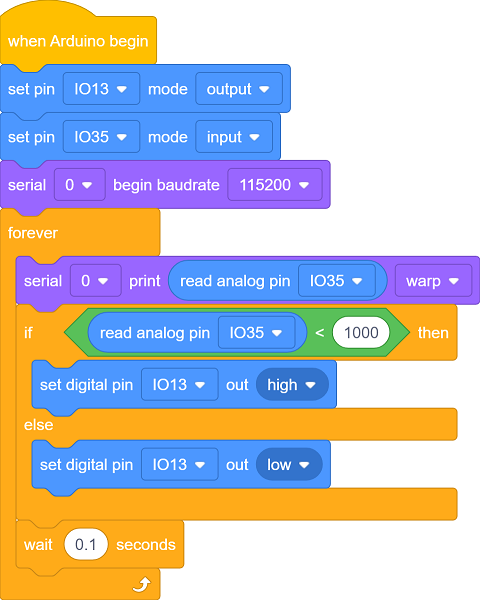 when Arduino begin
set pin IO13 mode output
set pin IO35 mode input
serial 0 begin baudrate 115200
forever
serial 0 print read analog pin IO35 warp
if read analog pin IO35 < 1000 then
set digital pin IO13 out high
else
set digital pin IO13 out low
wait 0.1 seconds